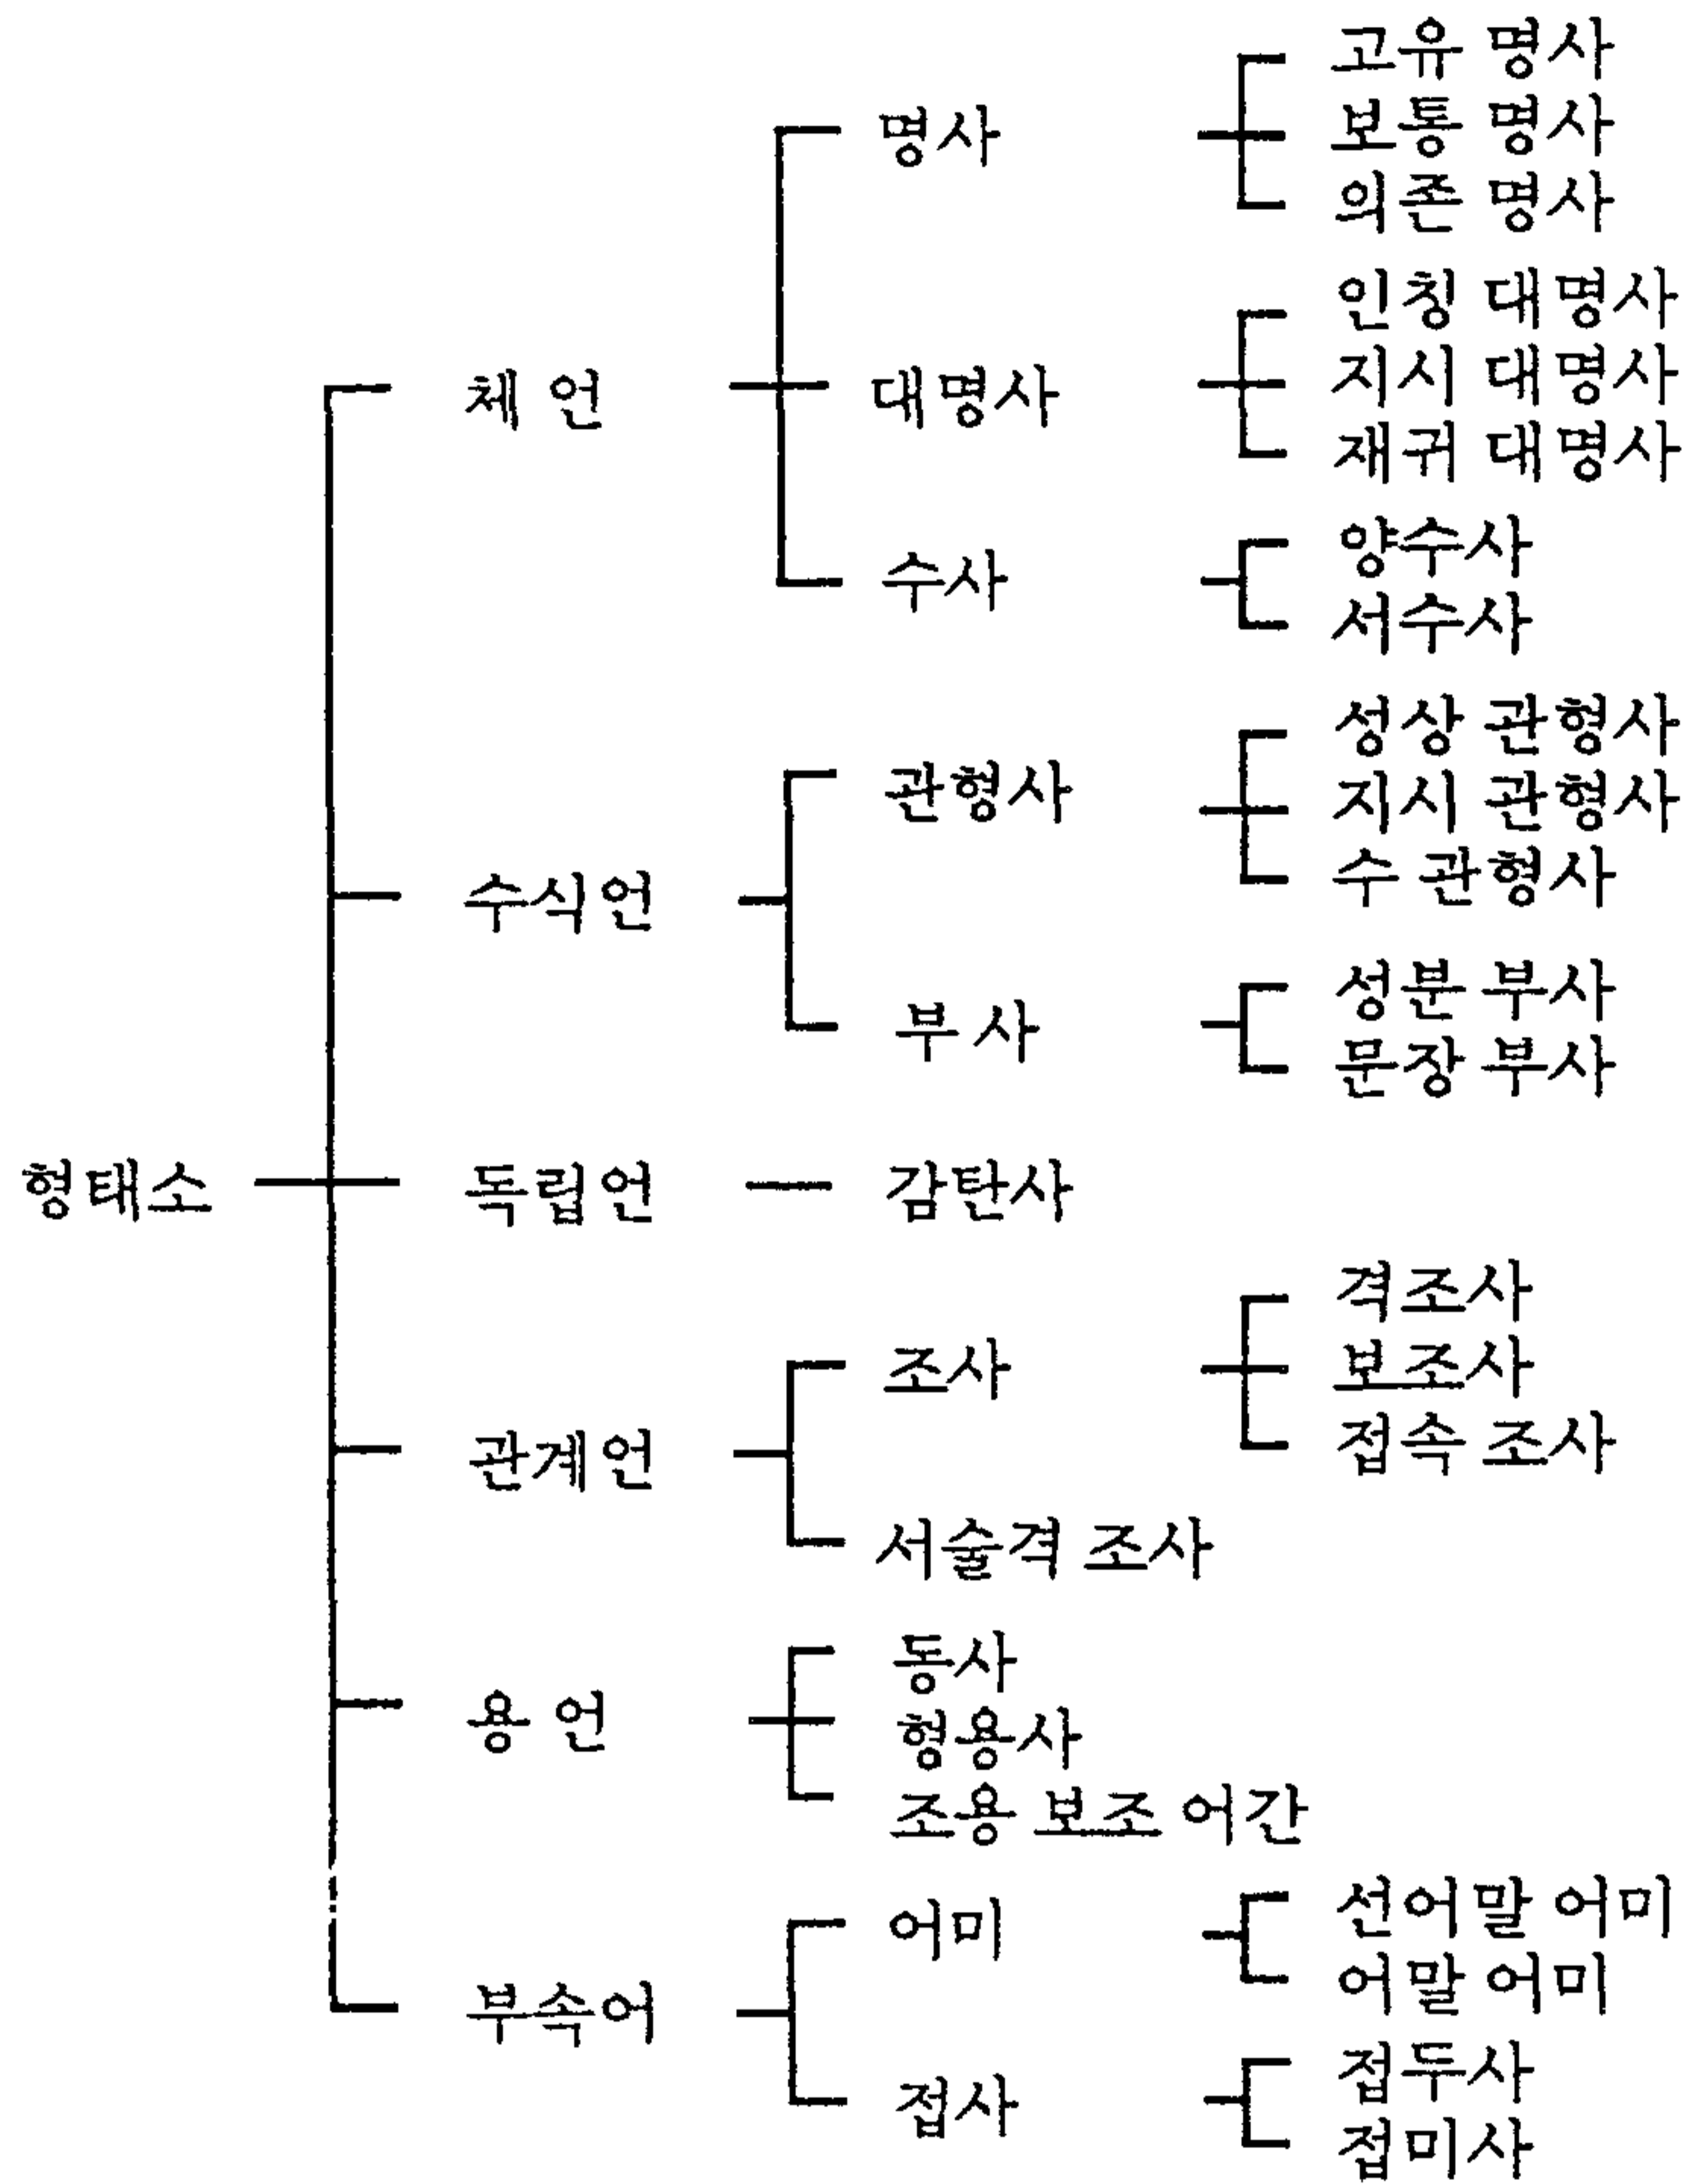 형태소
체 언
명사
고유 명사
보통 명사
의존 명사
대명사
인칭 대명사
지시 대명사
재귀 대명사
수사
양수사
서수사
수식언
관형사
성상 관형사
지시 관형사
수 관형사
부 사
성분 부사
문장 부사
독립언
감탄사
관계언
조사
격조사
보조사
접속 조사
서술격 조사
용 언
동사
형용사
조용 보조 어간
부속어
어미
선어말 어미
어말 어미
접사
접두사
접미사